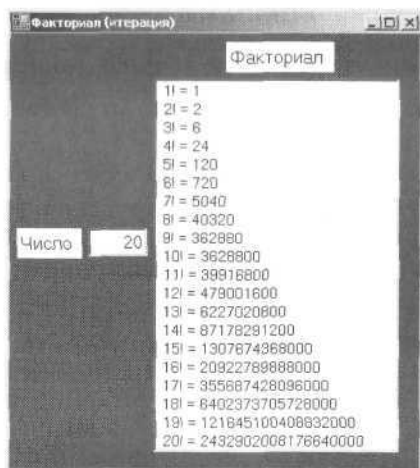 Факториал (итерация)
Факториал
1! = 1
2! = 2
3! = 6
4! = 24
5! = 120
6! = 720
7! = 5040
8! = 40320
9! = 362880
10! = 3628800
11! = 39916800
12! = 479001600
13! = 6227020800
14! = 87178291200
15! = 1307674368000
16! = 20922789888000
17! = 355687428096000
18! = 6402373705728000
19! = 121645100408832000
20! = 2432902008176640000
Число 20